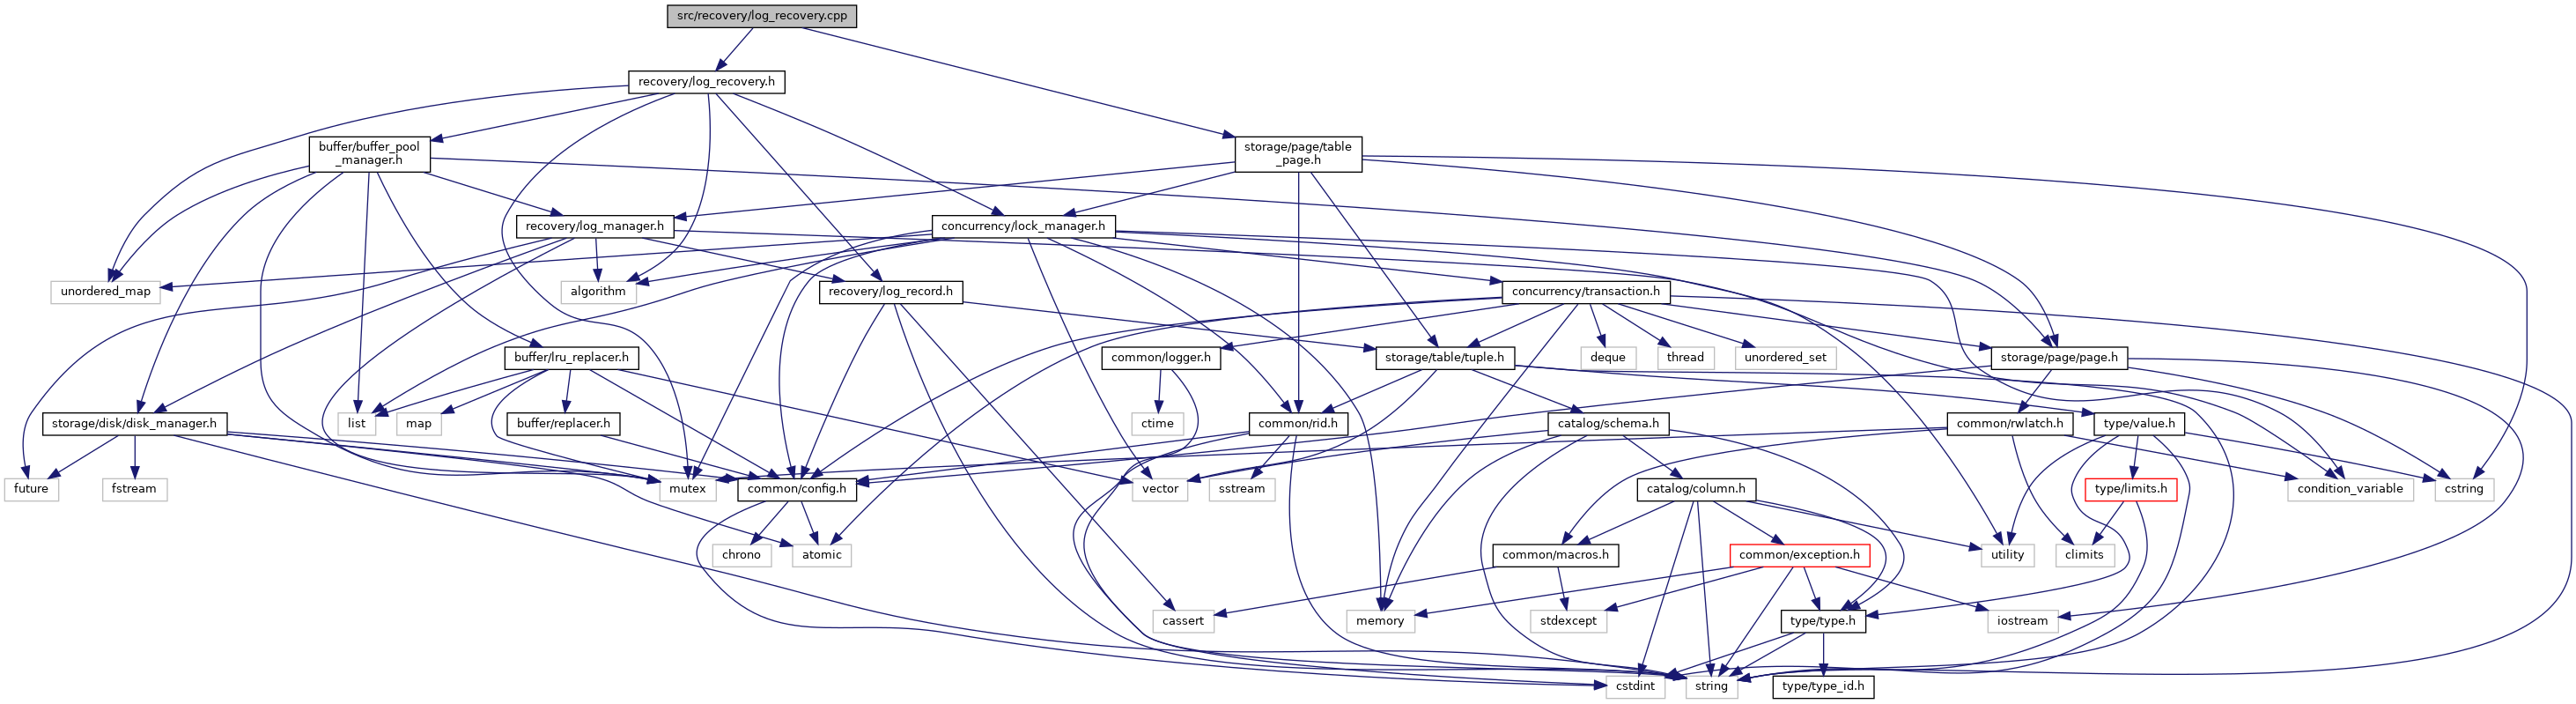 src/recovery/log_recovery.cpp
recovery/log_recovery.h
buffer/buffer_pool
_manager.h
storage/page/table
_page.h
recovery/log_manager.h
concurrency/lock_manager.h
unordered_map
algorithm
recovery/log_record.h
concurrency/transaction.h
buffer/lru_replacer.h
common/logger.h
storage/table/tuple.h
deque
thread
unordered_set
storage/page/page.h
storage/disk/disk_manager.h
list
map
buffer/replacer.h
ctime
common/rid.h
catalog/schema.h
common/rwlatch.h
type/value.h
future
fstream
mutex
common/config.h
vector
sstream
catalog/column.h
type/limits.h
condition_variable
cstring
chrono
atomic
common/macros.h
common/exception.h
utility
climits
cassert
memory
stdexcept
type/type.h
iostream
cstdint
string
type/type_id.h